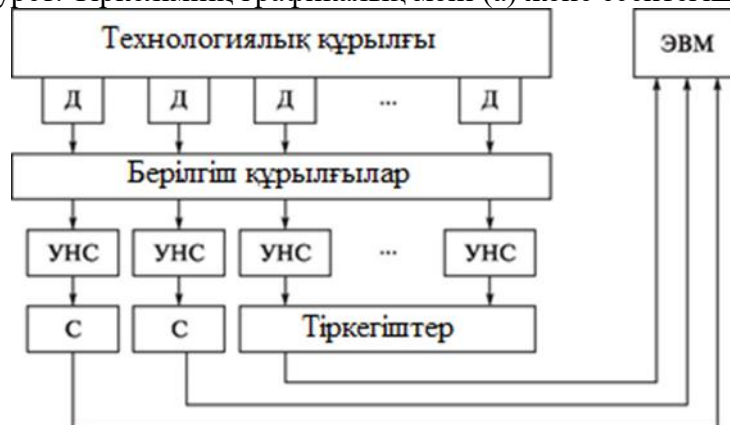 Технологиялық құрылғы ЭВМ
Д Д Д ... Д
Берілгіш құрылғылар
УНС УНС УНС ... УНС
С С Тіркегіштер